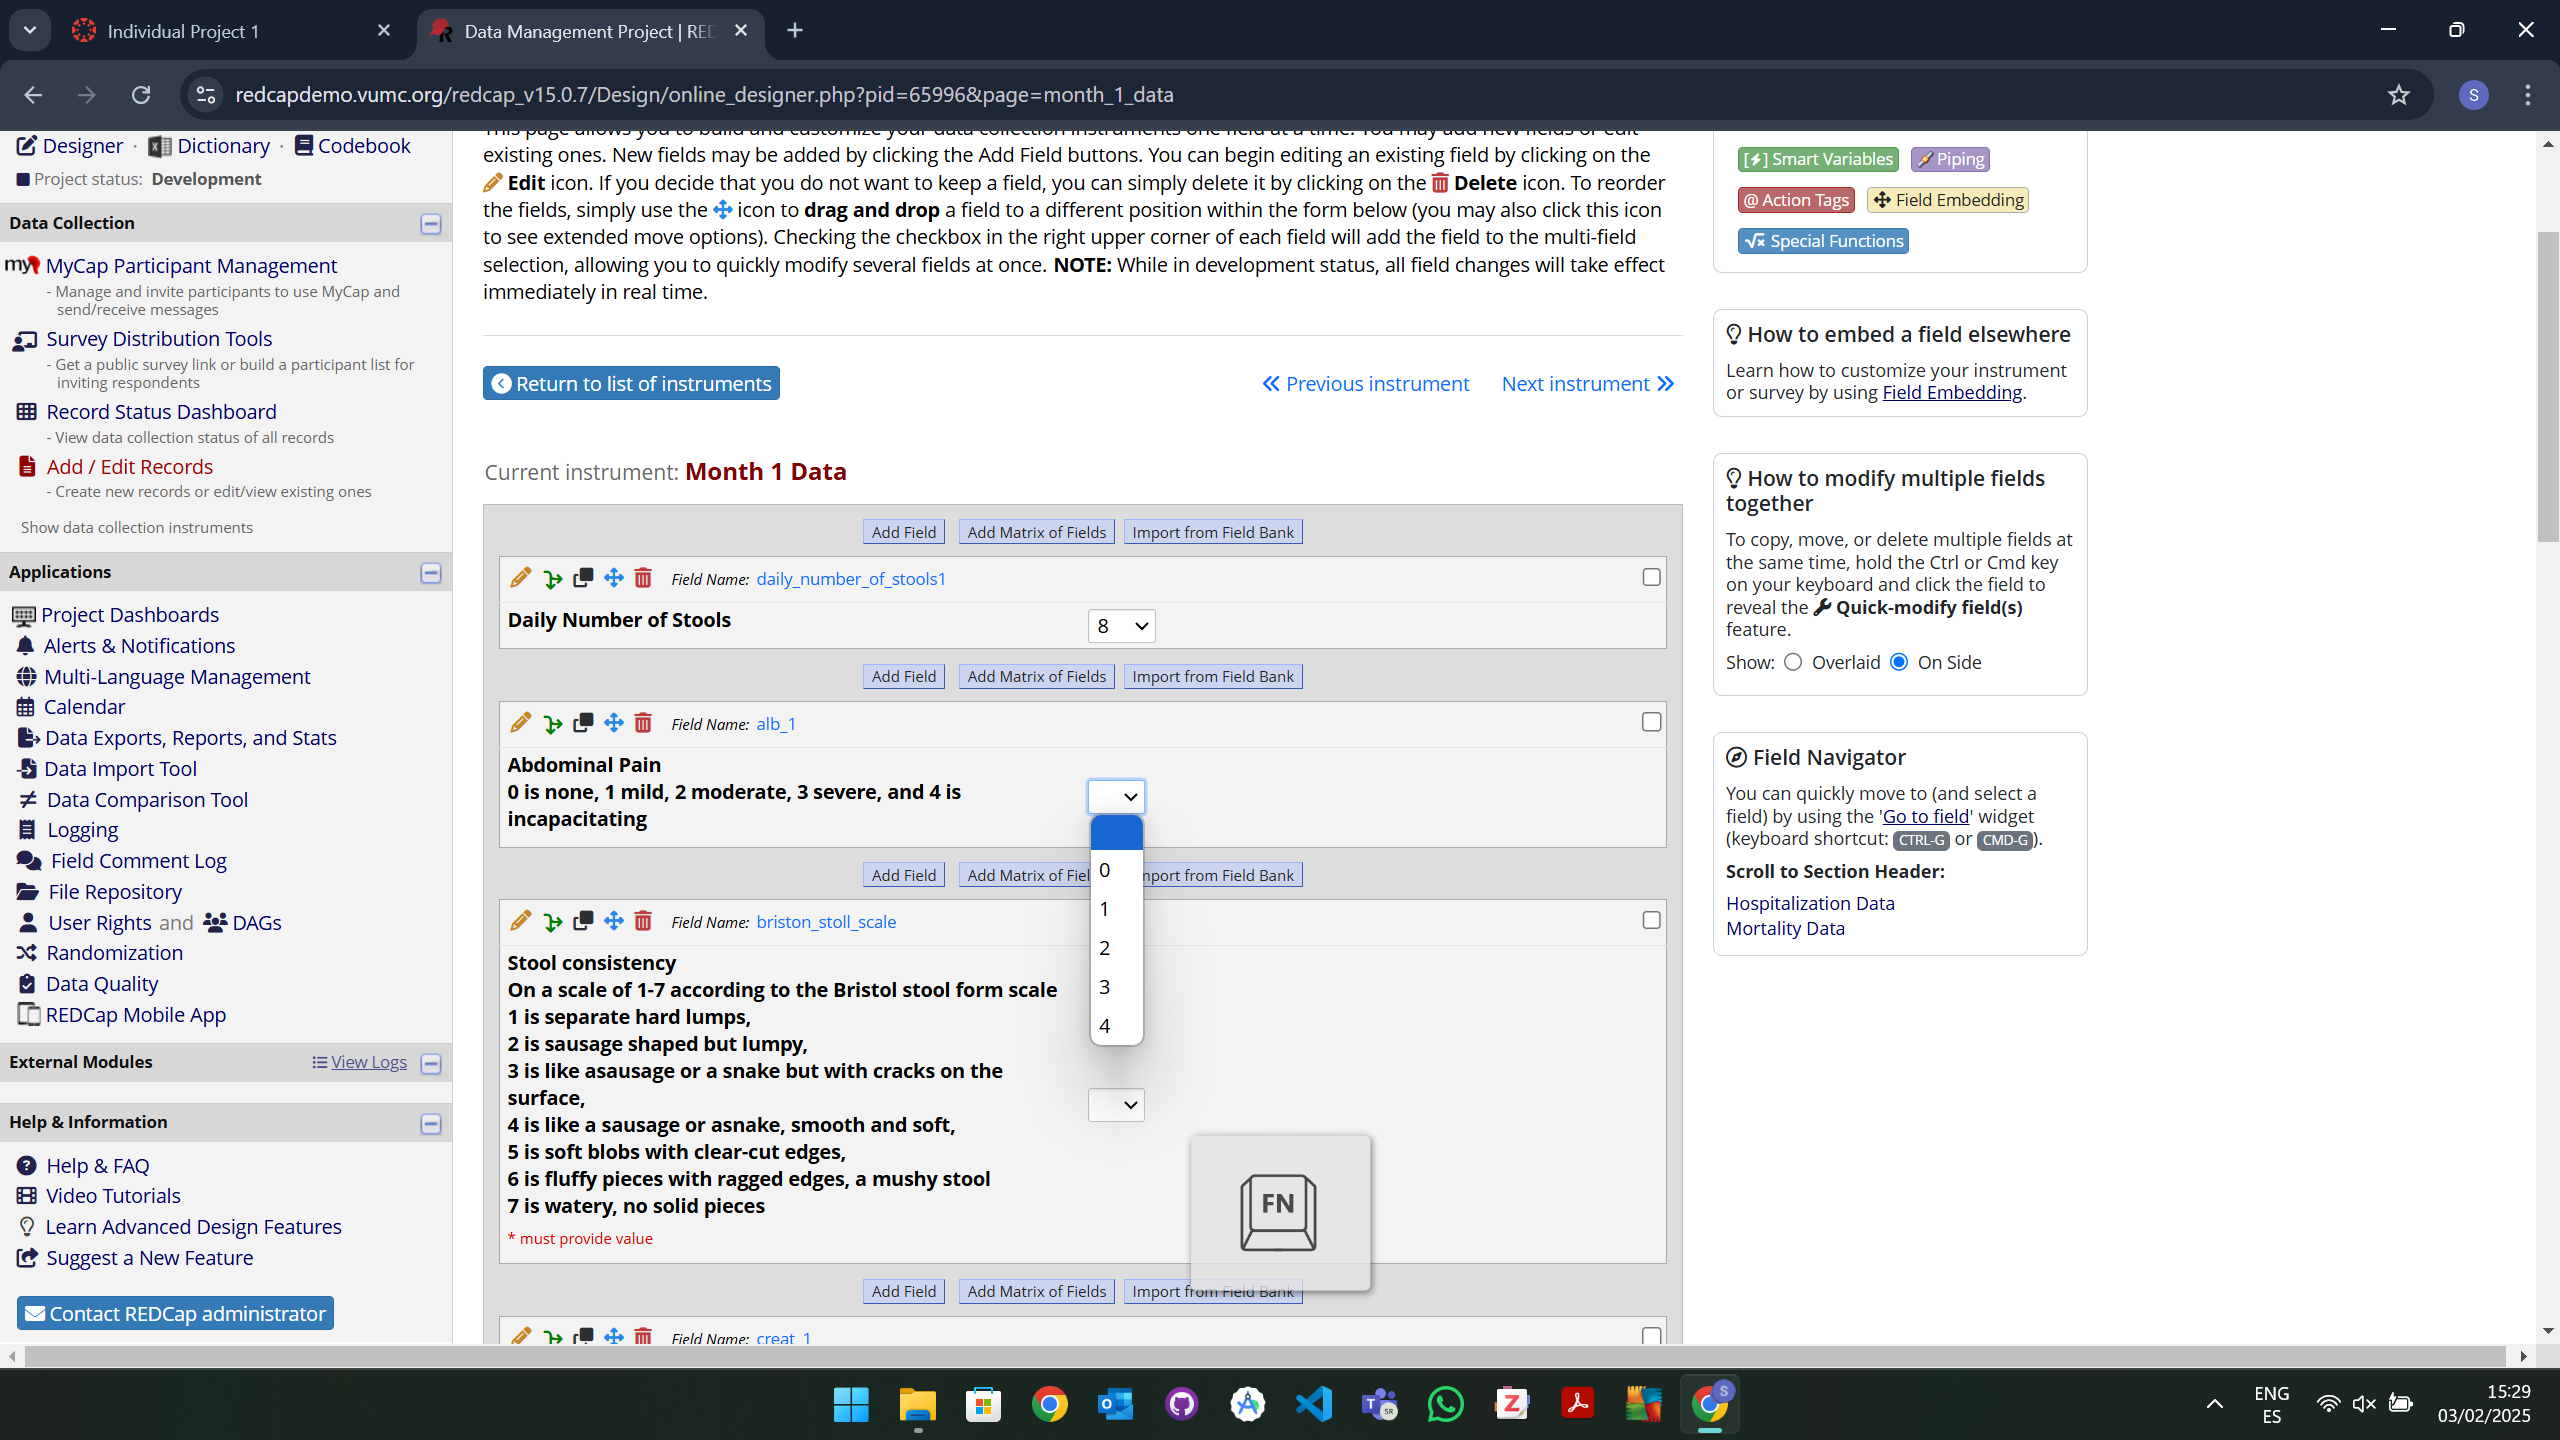 Individual Project 1
Data Management Project | RED
redcapdemo.vumc.org/redcap_v15.0.7/Design/online_designer.php?pid=65996&page=month_1_data
S
Designer · Dictionary · Codebook
Project status: Development
Data Collection
my MyCap Participant Management
- Manage and invite participants to use MyCap and
send/receive messages
Survey Distribution Tools
- Get a public survey link or build a participant list for
inviting respondents
Record Status Dashboard
- View data collection status of all records
Add / Edit Records
- Create new records or edit/view existing ones
Show data collection instruments
Applications
Project Dashboards
Alerts & Notifications
Multi-Language Management
Calendar
Data Exports, Reports, and Stats
Data Import Tool
Data Comparison Tool
Logging
Field Comment Log
File Repository
User Rights and DAGs
Randomization
Data Quality
REDCap Mobile App
External Modules
View Logs
Help & Information
Help & FAQ
Video Tutorials
Learn Advanced Design Features
Suggest a New Feature
Contact REDCap administrator
This page allows you to build and customize your data collection instruments one field at a time. You may add new fields or edit
existing ones. New fields may be added by clicking the Add Field buttons. You can begin editing an existing field by clicking on the
Edit icon. If you decide that you do not want to keep a field, you can simply delete it by clicking on the Delete icon. To reorder
the fields, simply use the icon to drag and drop a field to a different position within the form below (you may also click this icon
to see extended move options). Checking the checkbox in the right upper corner of each field will add the field to the multi-field
selection, allowing you to quickly modify several fields at once. NOTE: While in development status, all field changes will take effect
immediately in real time.
Return to list of instruments
Previous instrument
Next instrument
Current instrument: Month 1 Data
Add Field Add Matrix of Fields Import from Field Bank
Field Name: daily_number_of_stools1
Daily Number of Stools
8
Add Field Add Matrix of Fields Import from Field Bank
Field Name: alb_1
Abdominal Pain
0 is none, 1 mild, 2 moderate, 3 severe, and 4 is
incapacitating
0
1
2
3
4
Add Field Add Matrix of Fiel mport from Field Bank
Field Name: briston_stoll_scale
Stool consistency
On a scale of 1-7 according to the Bristol stool form scale
1 is separate hard lumps,
2 is sausage shaped but lumpy,
3 is like asausage or a snake but with cracks on the
surface,
4 is like a sausage or asnake, smooth and soft,
5 is soft blobs with clear-cut edges,
6 is fluffy pieces with ragged edges, a mushy stool
7 is watery, no solid pieces
* must provide value
FN
Add Field Add Matrix of Fields Import from Field Bank
Field Name: creat_1
[⚡] Smart Variables Piping
@ Action Tags Field Embedding
√x Special Functions
How to embed a field elsewhere
Learn how to customize your instrument
or survey by using Field Embedding.
How to modify multiple fields
together
To copy, move, or delete multiple fields at
the same time, hold the Ctrl or Cmd key
on your keyboard and click the field to
reveal the Quick-modify field(s)
feature.
Show: Overlaid On Side
Field Navigator
You can quickly move to (and select a
field) by using the 'Go to field' widget
(keyboard shortcut: CTRL-G or CMD-G).
Scroll to Section Header:
Hospitalization Data
Mortality Data
ENG
ES
15:29
03/02/2025